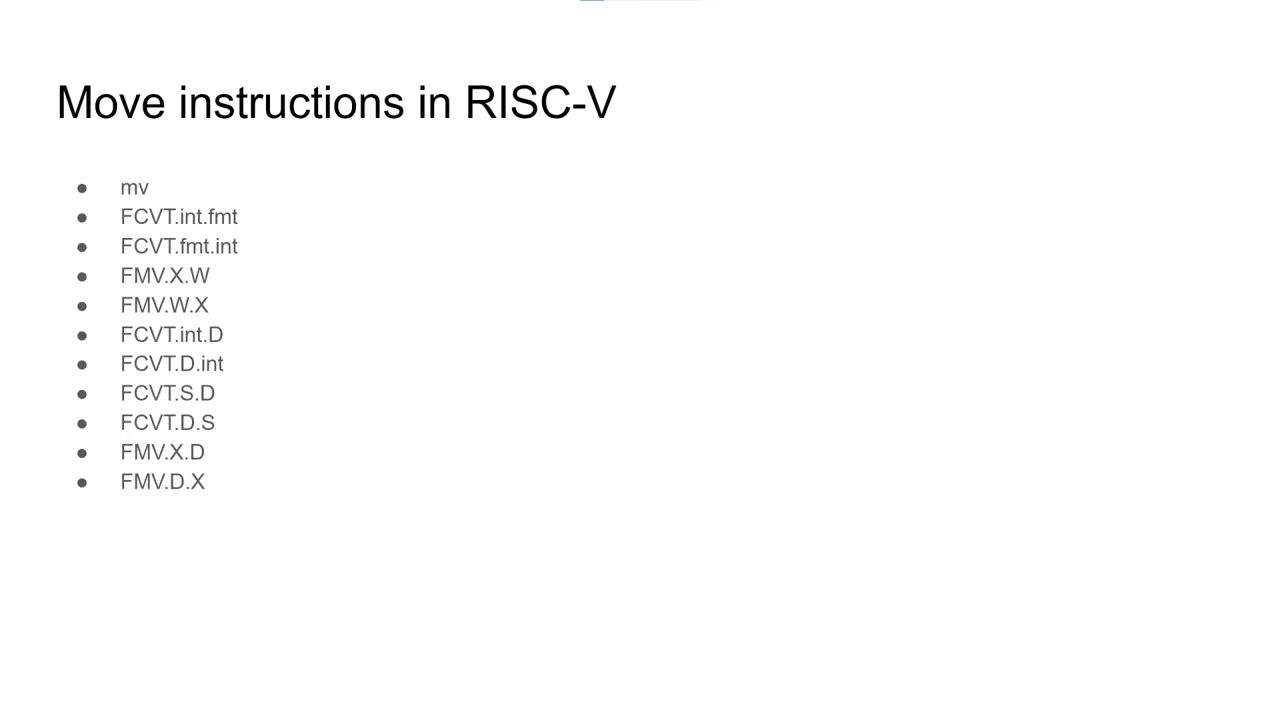 Move instructions in RISC-V
● mv
● FCVT.int.fmt
● FCVT.fmt.int
● FMV.X.W
● FMV.W.X
● FCVT.int.D
● FCVT.D.int
● FCVT.S.D
● FCVT.D.S
● FMV.X.D
● FMV.D.X